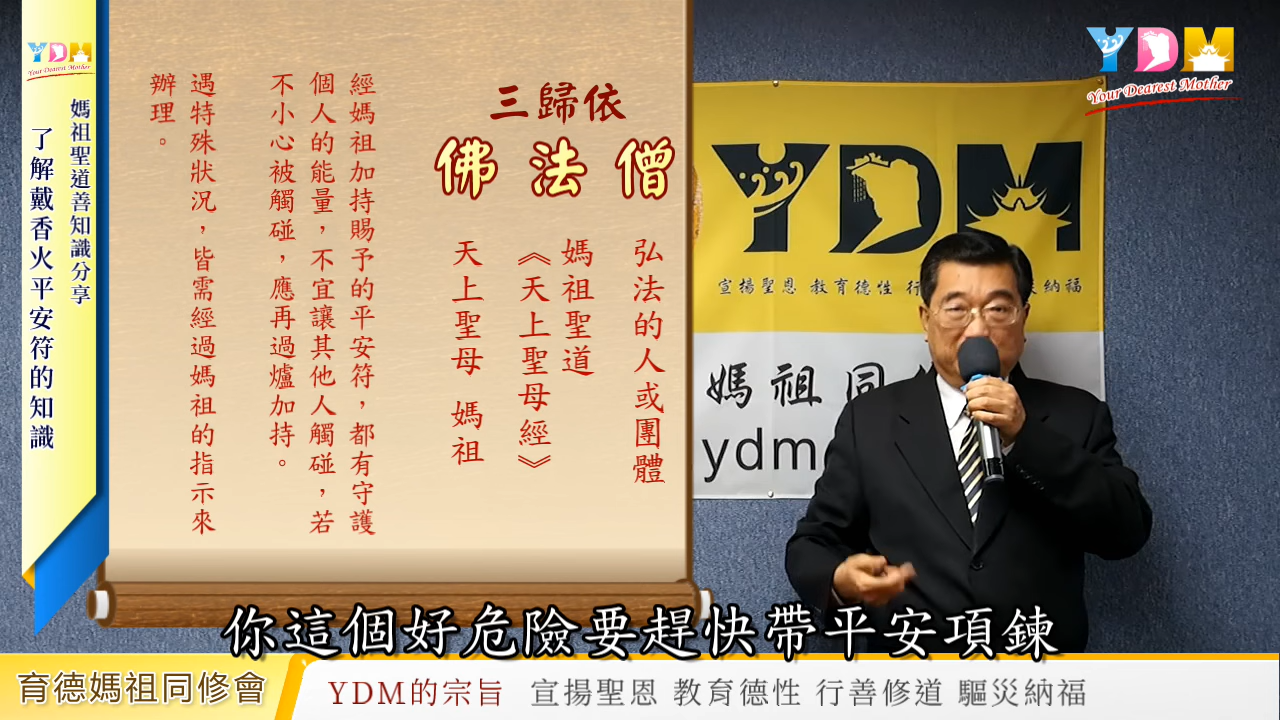 YDM
Your Dearest Mother
媽祖聖道善知識分享
了解戴香火平安符的知識
三歸依
佛 法 僧
弘法的人或團體
媽祖聖道
《天上聖母經》
天上聖母 媽祖
經媽祖加持賜予的平安符，都有守護
個人的能量，不宜讓其他人觸碰，若
不小心被觸碰，應再過爐加持。
遇特殊狀況，皆需經過媽祖的指示來
辦理。
YDM
Your Dearest Mother
YDM
宣揚聖恩 教育德性 行 納福
媽祖同
ydm
你這個好危險要趕快帶平安項鍊
育德媽祖同修會
YDM的宗旨 宣揚聖恩 教育德性 行善修道 驅災納福